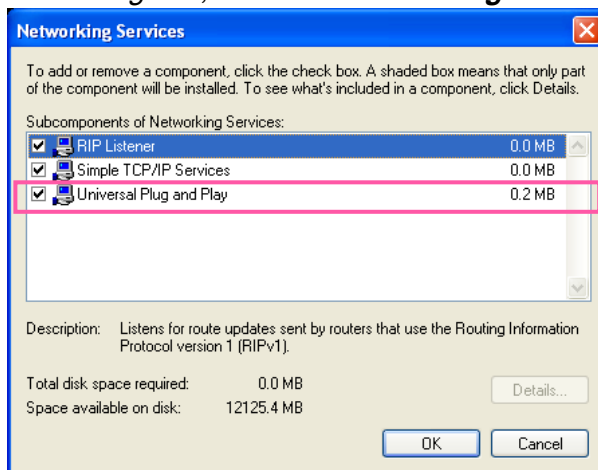 Networking Services
To add or remove a component, click the check box. A shaded box means that only part
of the component will be installed. To see what's included in a component, click Details.
Subcomponents of Networking Services:
RIP Listener 0.0 MB
Simple TCP/IP Services 0.0 MB
Universal Plug and Play 0.2 MB
Description: Listens for route updates sent by routers that use the Routing Information
Protocol version 1 (RIPv1).
Total disk space required: 0.0 MB
Details...
Space available on disk: 12125.4 MB
OK Cancel